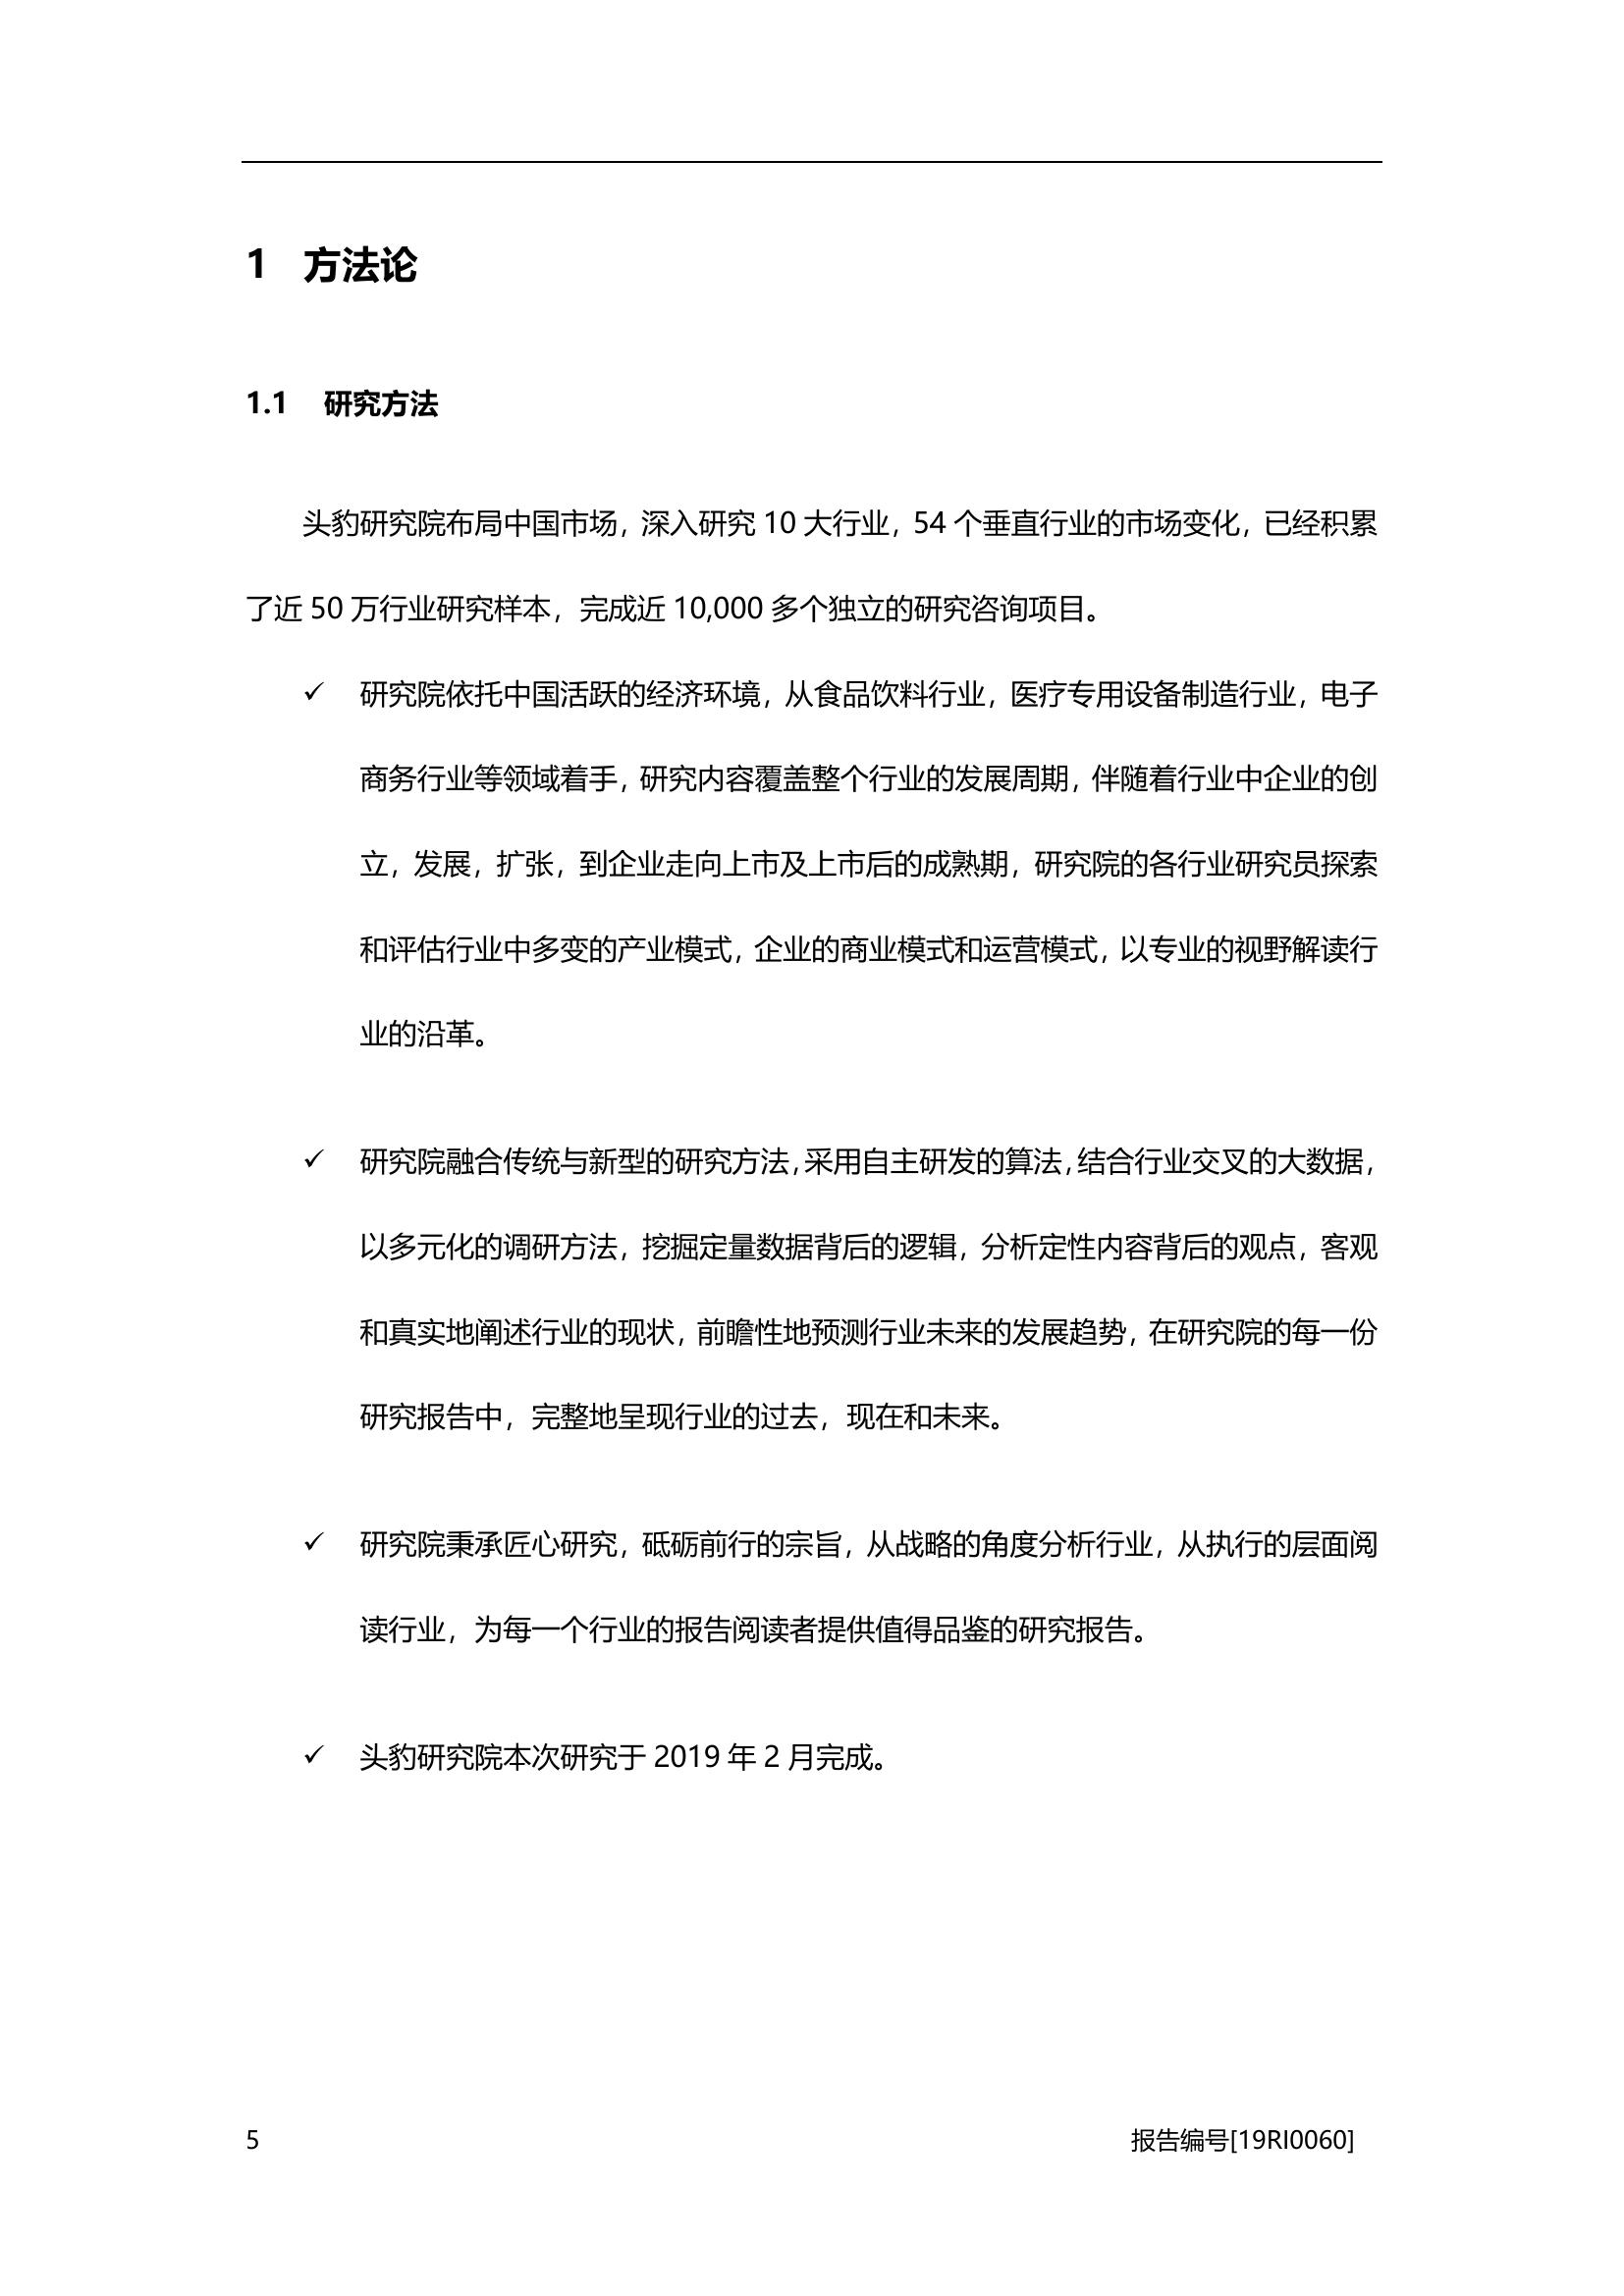 1 方法论
1.1 研究方法
头豹研究院布局中国市场，深入研究 10 大行业，54 个垂直行业的市场变化，已经积累
了近 50 万行业研究样本，完成近 10,000 多个独立的研究咨询项目。
✓ 研究院依托中国活跃的经济环境，从食品饮料行业，医疗专用设备制造行业，电子
商务行业等领域着手，研究内容覆盖整个行业的发展周期，伴随着行业中企业的创
立，发展，扩张，到企业走向上市及上市后的成熟期，研究院的各行业研究员探索
和评估行业中多变的产业模式，企业的商业模式和运营模式，以专业的视野解读行
业的沿革。
✓ 研究院融合传统与新型的研究方法，采用自主研发的算法，结合行业交叉的大数据，
以多元化的调研方法，挖掘定量数据背后的逻辑，分析定性内容背后的观点，客观
和真实地阐述行业的现状，前瞻性地预测行业未来的发展趋势，在研究院的每一份
研究报告中，完整地呈现行业的过去，现在和未来。
✓ 研究院秉承匠心研究，砥砺前行的宗旨，从战略的角度分析行业，从执行的层面阅
读行业，为每一个行业的报告阅读者提供值得品鉴的研究报告。
✓ 头豹研究院本次研究于 2019 年 2 月完成。
5 报告编号[19RI0060]